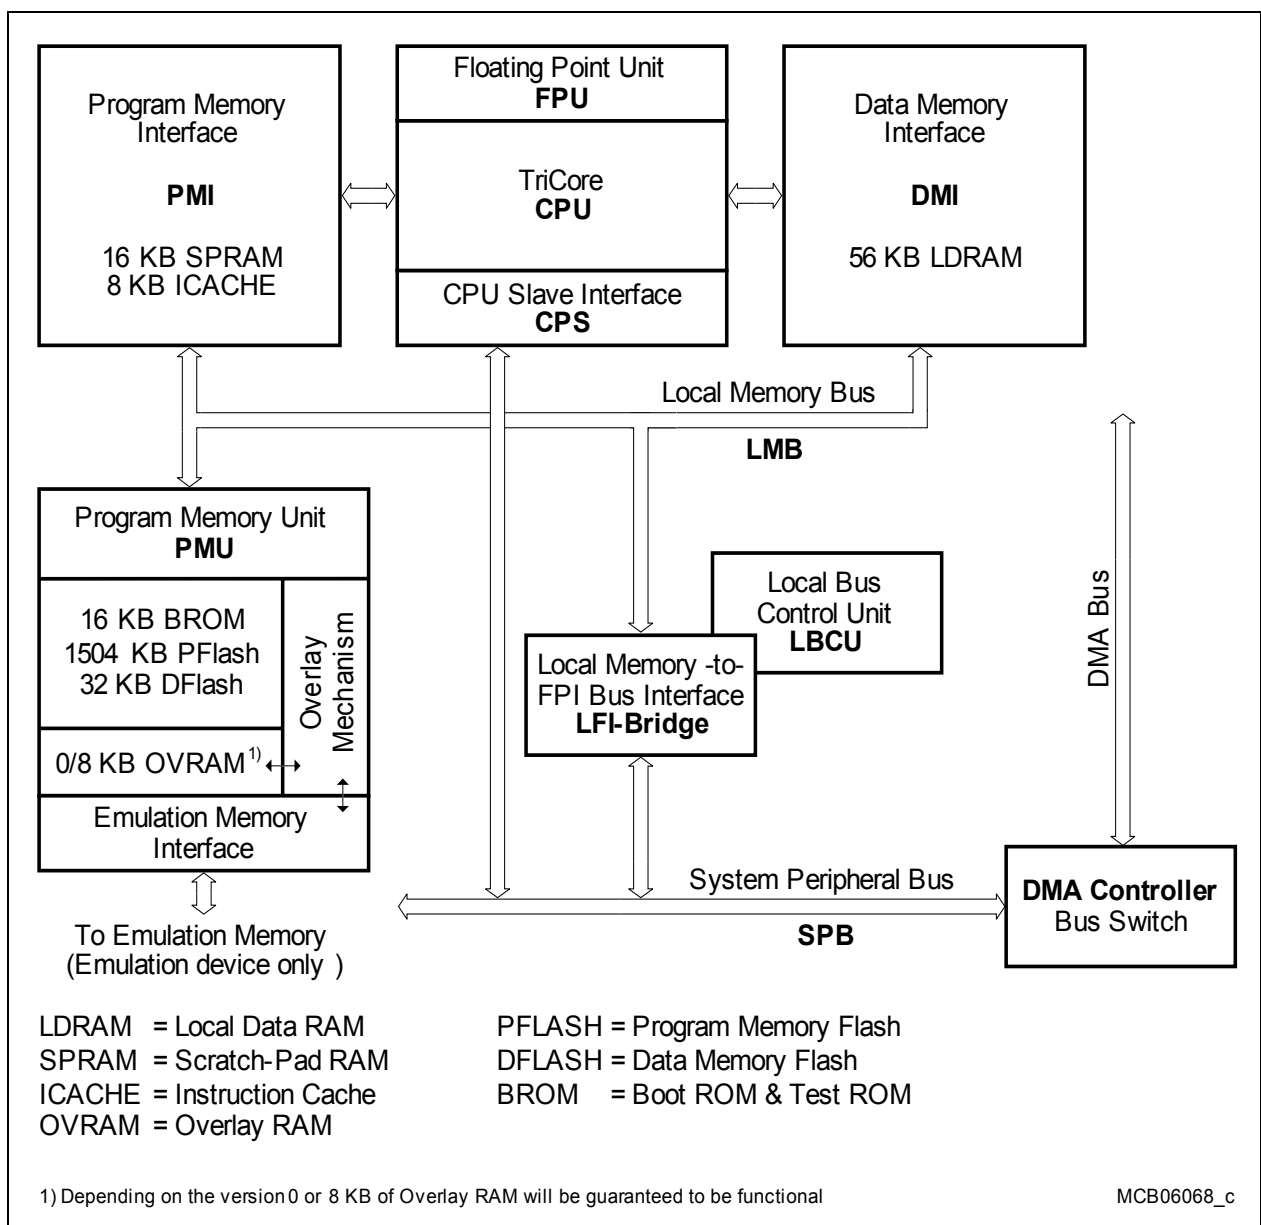 Program Memory
Interface
PMI
16 KB SPRAM
8 KB ICACHE
Floating Point Unit
FPU
TriCore
CPU
CPU Slave Interface
CPS
Data Memory
Interface
DMI
56 KB LDRAM
Local Memory Bus
LMB
Program Memory Unit
PMU
16 KB BROM
1504 KB PFlash
32 KB DFlash
Overlay
Mechanism
0/8 KB OVRAM 1)
Emulation Memory
Interface
To Emulation Memory
(Emulation device only )
Local Bus
Control Unit
LBCU
Local Memory -to-
FPI Bus Interface
LFI-Bridge
DMA Bus
System Peripheral Bus
SPB
DMA Controller
Bus Switch
LDRAM = Local Data RAM
SPRAM = Scratch-Pad RAM
ICACHE = Instruction Cache
OVRAM = Overlay RAM
PFLASH = Program Memory Flash
DFLASH = Data Memory Flash
BROM = Boot ROM & Test ROM
1) Depending on the version 0 or 8 KB of Overlay RAM will be guaranteed to be functional
MCB06068_c